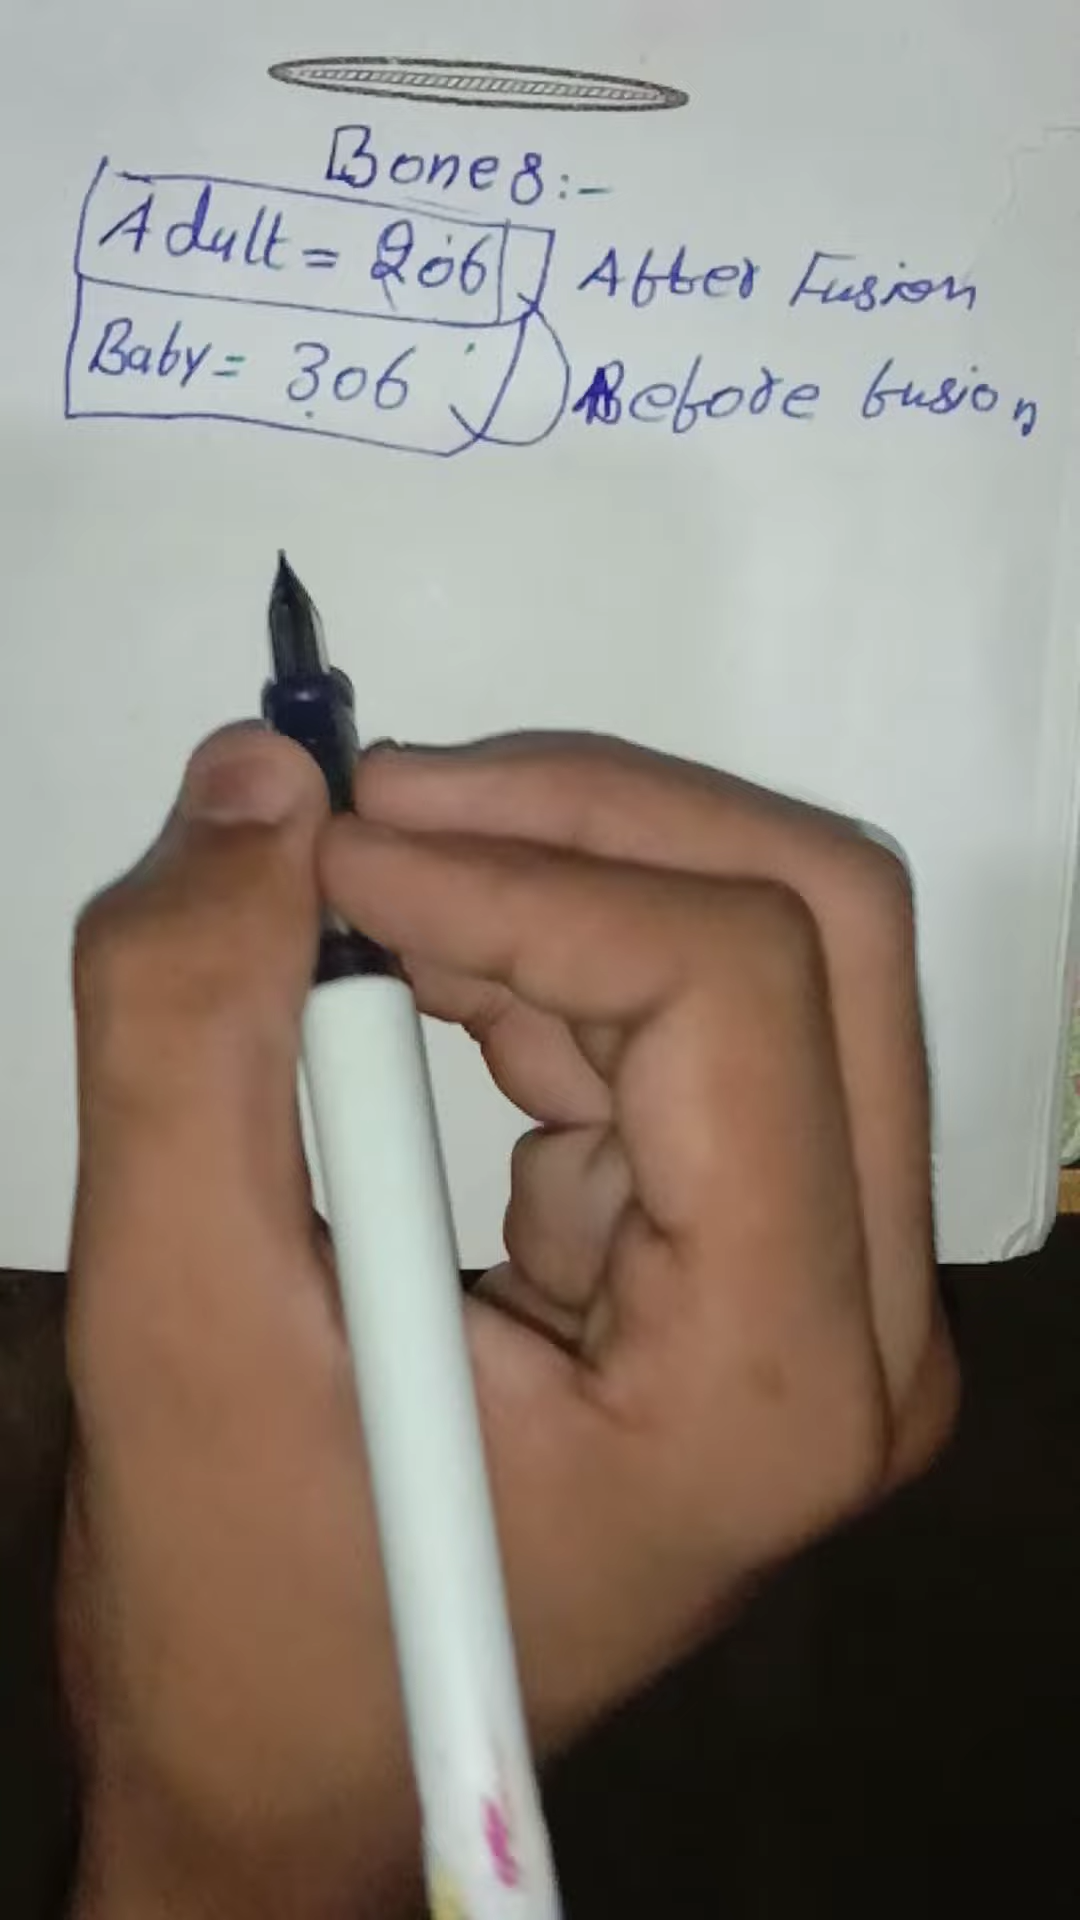 Bones:-
Adult = 206 After Fusion
Baby = 306 Before fusion